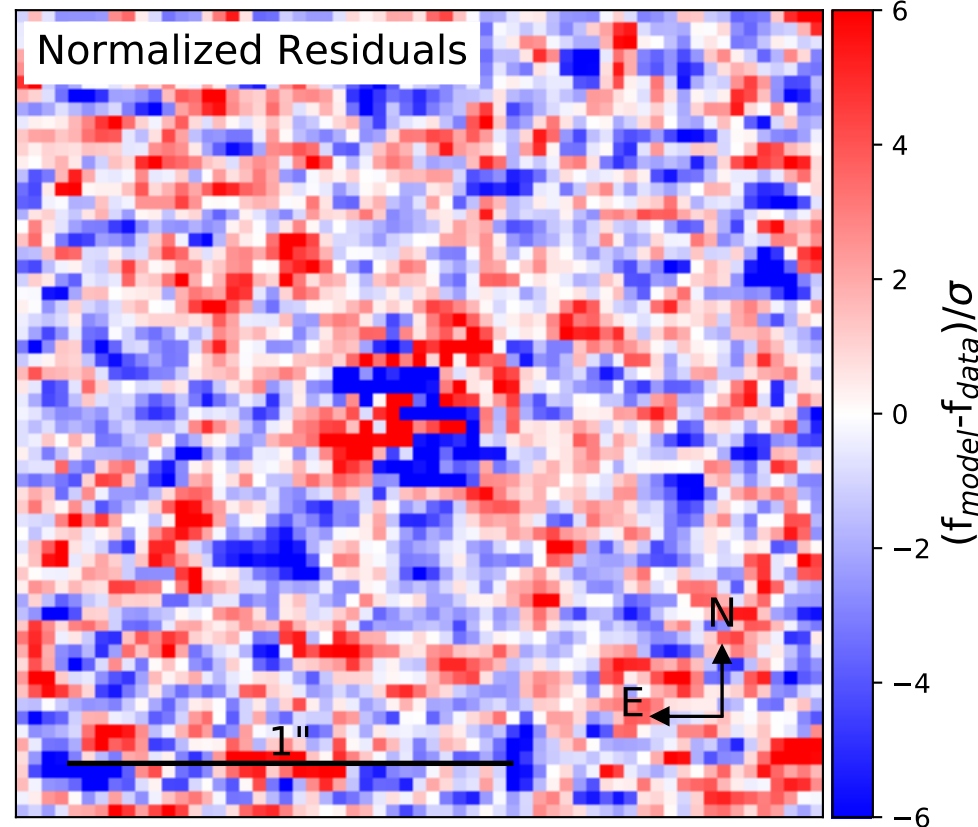 Normalized Residuals
6
4
2
0
−2
−4
−6
(f_model-f_data)/σ
N
E
1"